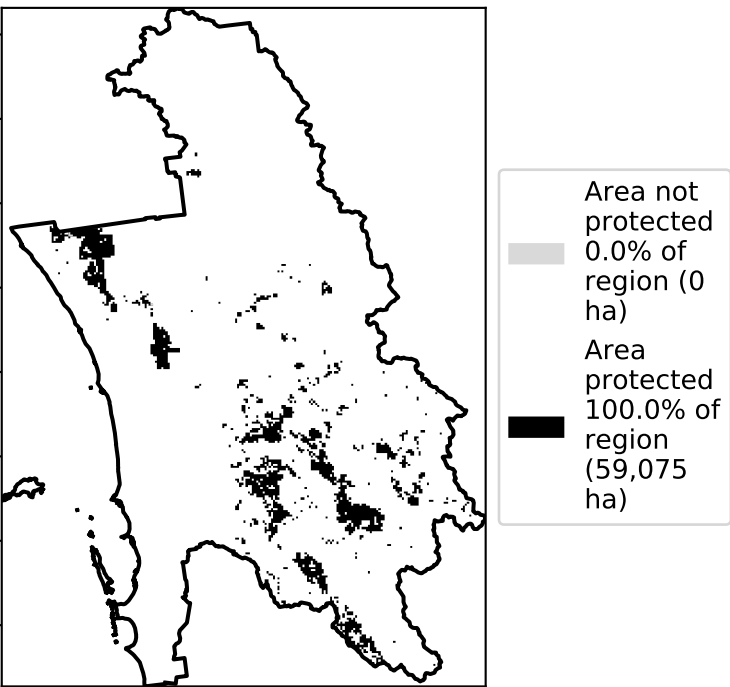 Area not
protected
0.0% of
region (0
ha)
Area
protected
100.0% of
region
(59,075
ha)